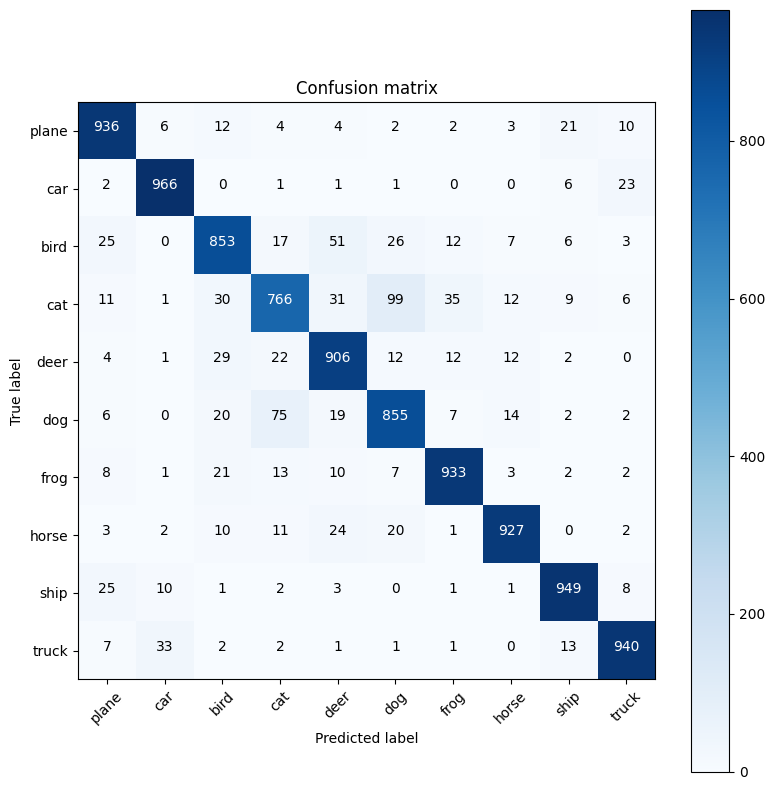 Confusion matrix
plane 936 6 12 4 4 2 2 3 21 10
car 2 966 0 1 1 1 0 0 6 23
bird 25 0 853 17 51 26 12 7 6 3
cat 11 1 30 766 31 99 35 12 9 6
deer 4 1 29 22 906 12 12 12 2 0
dog 6 0 20 75 19 855 7 14 2 2
frog 8 1 21 13 10 7 933 3 2 2
horse 3 2 10 11 24 20 1 927 0 2
ship 25 10 1 2 3 0 1 1 949 8
truck 7 33 2 2 1 1 1 0 13 940
plane car bird cat deer dog frog horse ship truck
Predicted label
True label
800
600
400
200
0